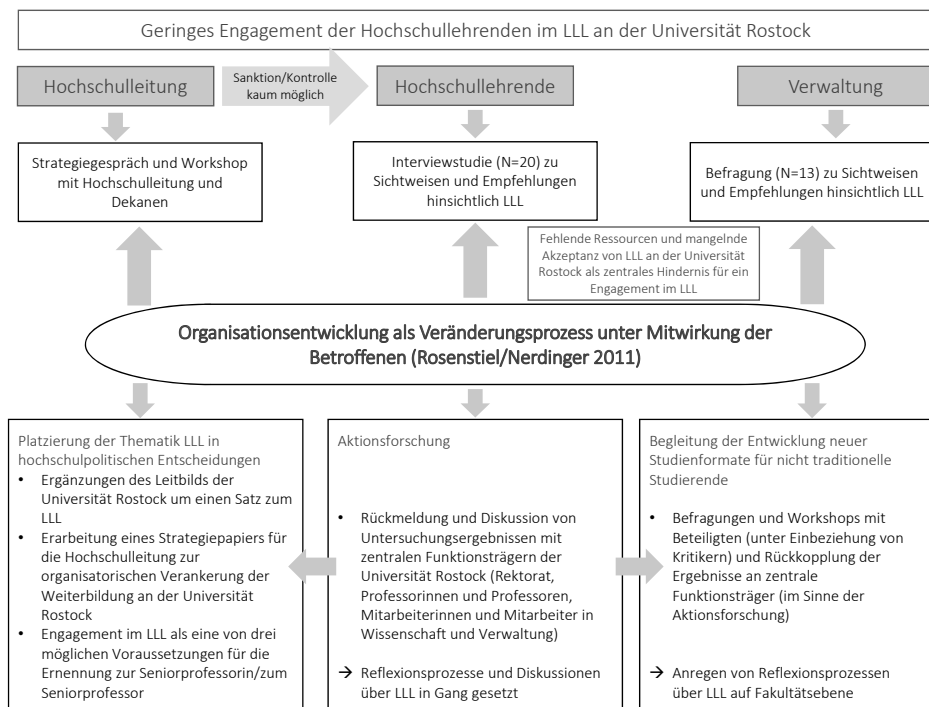 Geringes Engagement der Hochschullehrenden im LLL an der Universität Rostock
Hochschulleitung
Sanktion/Kontrolle
kaum möglich
Hochschullehrende
Verwaltung
Strategiegespräch und Workshop
mit Hochschulleitung und
Dekanen
Interviewstudie (N=20) zu
Sichtweisen und Empfehlungen
hinsichtlich LLL
Befragung (N=13) zu Sichtweisen
und Empfehlungen hinsichtlich LLL
Fehlende Ressourcen und mangelnde
Akzeptanz von LLL an der Universität
Rostock als zentrales Hindernis für ein
Engagement im LLL
Organisationsentwicklung als Veränderungsprozess unter Mitwirkung der
Betroffenen (Rosenstiel/Nerdinger 2011)
Platzierung der Thematik LLL in
hochschulpolitischen Entscheidungen
• Ergänzungen des Leitbilds der
Universität Rostock um einen Satz zum
LLL
• Erarbeitung eines Strategiepapiers für
die Hochschulleitung zur
organisatorischen Verankerung der
Weiterbildung an der Universität
Rostock
• Engagement im LLL als eine von drei
möglichen Voraussetzungen für die
Ernennung zur Seniorprofessorin/zum
Seniorprofessor
Aktionsforschung
• Rückmeldung und Diskussion von
Untersuchungsergebnissen mit
zentralen Funktionsträgern der
Universität Rostock (Rektorat,
Professorinnen und Professoren,
Mitarbeiterinnen und Mitarbeiter in
Wissenschaft und Verwaltung)
→ Reflexionsprozesse und Diskussionen
über LLL in Gang gesetzt
Begleitung der Entwicklung neuer
Studienformate für nicht traditionelle
Studierende
• Befragungen und Workshops mit
Beteiligten (unter Einbeziehung von
Kritikern) und Rückkopplung der
Ergebnisse an zentrale
Funktionsträger (im Sinne der
Aktionsforschung)
→ Anregen von Reflexionsprozessen
über LLL auf Fakultätsebene